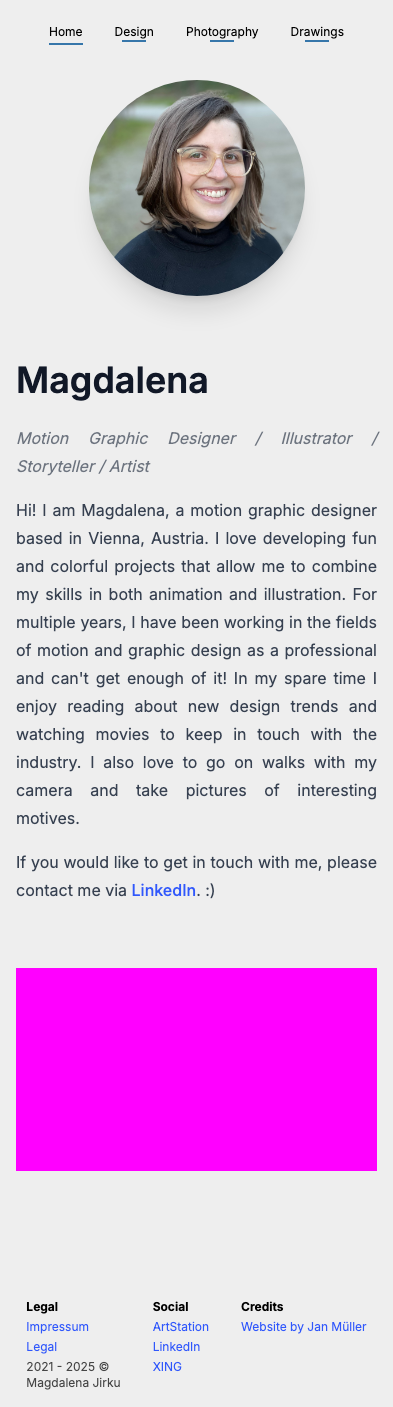 Home Design Photography Drawings
Magdalena
Motion Graphic Designer / Illustrator /
Storyteller / Artist
Hi! I am Magdalena, a motion graphic designer
based in Vienna, Austria. I love developing fun
and colorful projects that allow me to combine
my skills in both animation and illustration. For
multiple years, I have been working in the fields
of motion and graphic design as a professional
and can't get enough of it! In my spare time I
enjoy reading about new design trends and
watching movies to keep in touch with the
industry. I also love to go on walks with my
camera and take pictures of interesting
motives.
If you would like to get in touch with me, please
contact me via LinkedIn. :)
Legal
Impressum
Legal
2021 - 2025 ©
Magdalena Jirku
Social
ArtStation
LinkedIn
XING
Credits
Website by Jan Müller